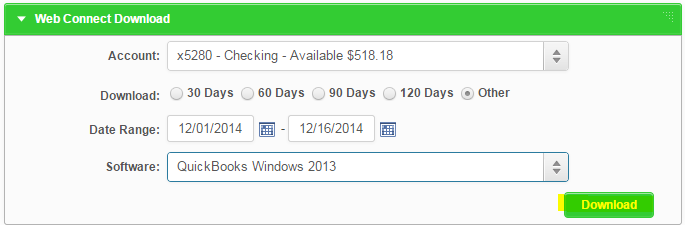 Web Connect Download
Account: x5280 - Checking - Available $518.18
Download: 30 Days 60 Days 90 Days 120 Days Other
Date Range: 12/01/2014 - 12/16/2014
Software: QuickBooks Windows 2013
Download